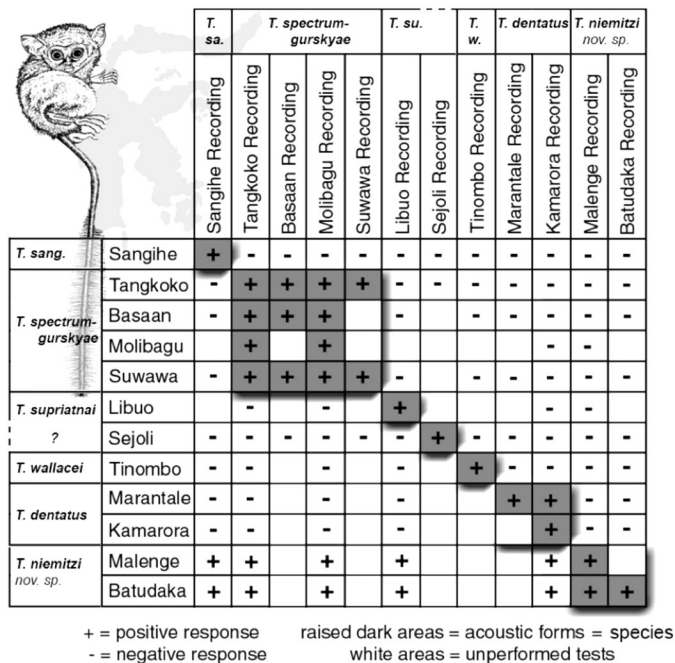 T. sa.
T. spectrum-
gurskyae
T. su.
T. w.
T. dentatus
T. niemitzi
nov. sp.
Sangihe Recording
Tangkoko Recording
Basaan Recording
Molibagu Recording
Suwawa Recording
Libuo Recording
Sejoli Recording
Tinombo Recording
Marantale Recording
Kamarora Recording
Malenge Recording
Batudaka Recording
T. sang. Sangihe + - - - - - - - - - - -
Tangkoko - + + + + - - - - - - -
T. spectrum-
gurskyae
Basaan - + + + - - - - -
Molibagu + + - -
Suwawa - + + + + - - - - - -
T. supriatnai Libuo - - + - -
? Sejoli - - - - - - + - - - - -
T. wallacei Tinombo - - - - + - - - -
T. dentatus
Marantale - - - - + + - -
Kamarora - - - - + - -
T. niemitzi
nov. sp.
Malenge + + + + + +
Batudaka + + + + + + +
+ = positive response raised dark areas = acoustic forms = species
- = negative response white areas = unperformed tests